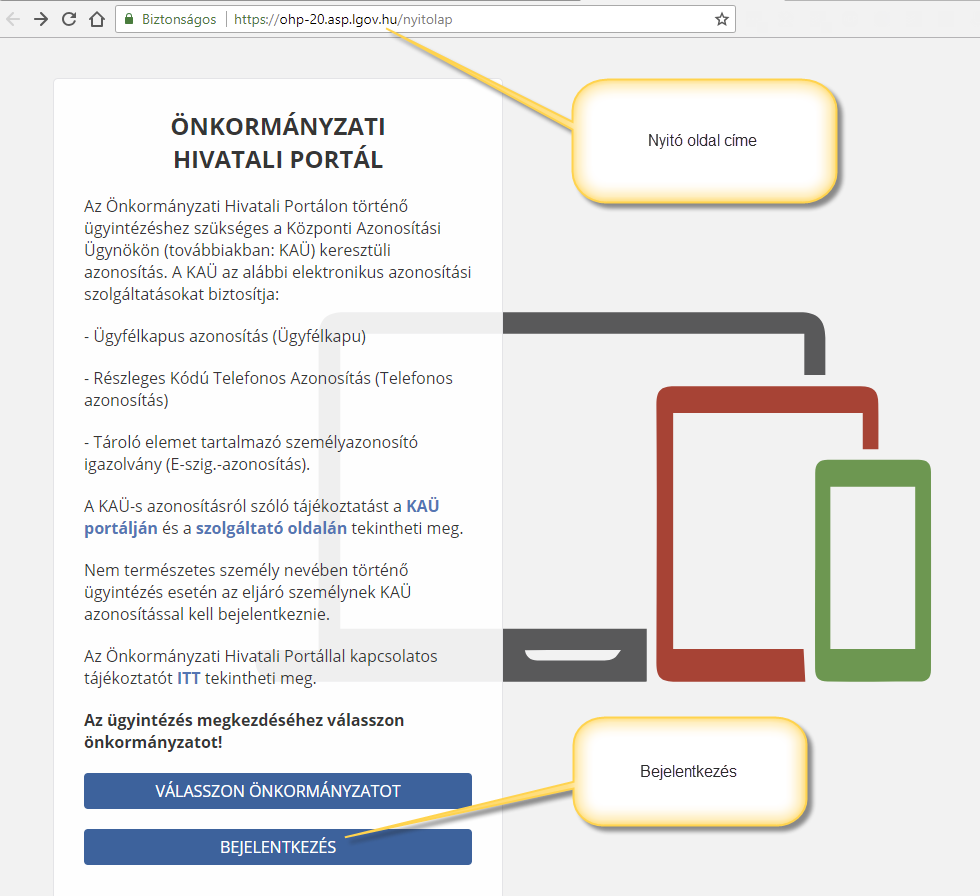 Biztonságos
https://ohp-20.asp.lgov.hu/nyitolap
Nyitó oldal címe
ÖNKORMÁNYZATI
HIVATALI PORTÁL
Az Önkormányzati Hivatali Portálon történő
ügyintézéshez szükséges a Központi Azonosítási
Ügynökön (továbbiakban: KAÜ) keresztüli
azonosítás. A KAÜ az alábbi elektronikus azonosítási
szolgáltatásokat biztosítja:
- Ügyfélkapus azonosítás (Ügyfélkapu)
- Részleges Kódú Telefonos Azonosítás (Telefonos
azonosítás)
- Tároló elemet tartalmazó személyazonosító
igazolvány (E-szig.-azonosítás).
A KAÜ-s azonosításról szóló tájékoztatást a KAÜ
portálján és a szolgáltató oldalán tekintheti meg.
Nem természetes személy nevében történő
ügyintézés esetén az eljáró személynek KAÜ
azonosítással kell bejelentkeznie.
Az Önkormányzati Hivatali Portállal kapcsolatos
tájékoztatót ITT tekintheti meg.
Az ügyintézés megkezdéséhez válasszon
önkormányzatot!
VÁLASSZON ÖNKORMÁNYZATOT
Bejelentkezés
BEJELENTKEZÉS